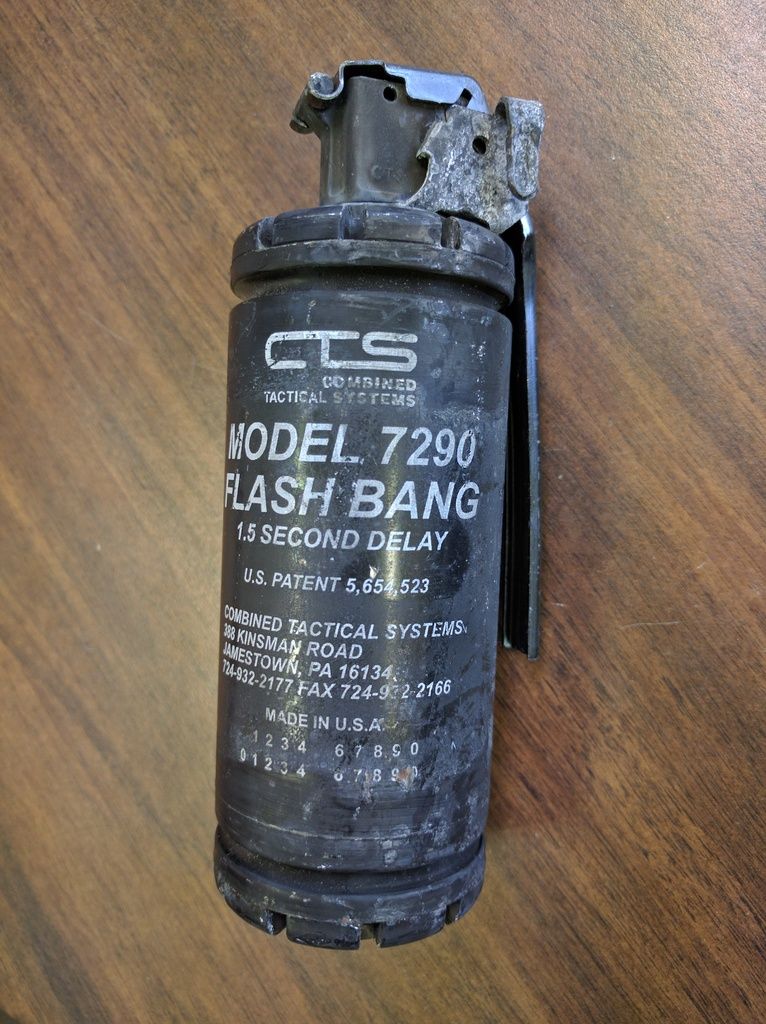 CTS
CTS
COMBINED
TACTICAL SYSTEMS
MODEL 7290
FLASH BANG
1.5 SECOND DELAY
U.S. PATENT 5,654,523
COMBINED TACTICAL SYSTEMS
388 KINSMAN ROAD
JAMESTOWN, PA 16134
724-932-2177 FAX 724-932-2166
MADE IN U.S.A.
1 2 3 4 6 7 8 9 0
0 1 2 3 4 6 7 8 9 0